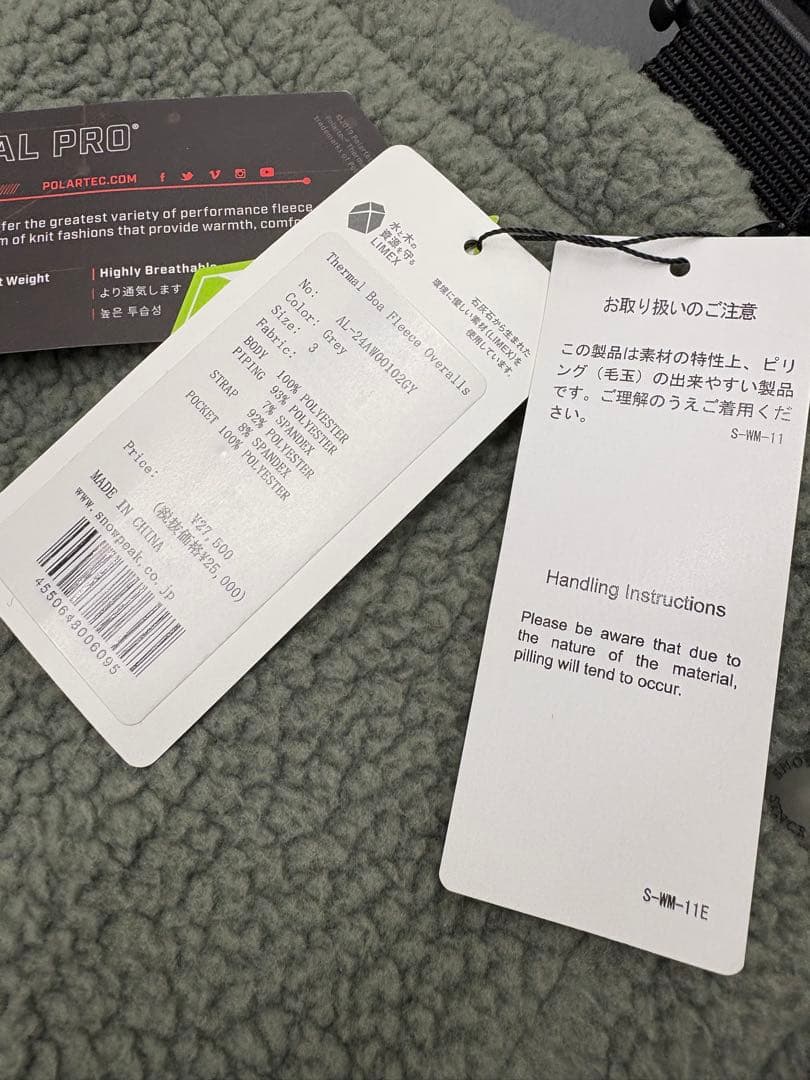 AL PRO®
POLARTEC.COM
fer the greatest variety of performance fleece
m of knit fashions that provide warmth,
t Weight
Highly Breathable
より通気します
높은 투습성
水と木の
資源を守る
LIMEX
石灰石から生まれた
環境に優しい素材(LIMEX)を
使用しています。
Thermal Boa Fleece Overalls
No: AL-24AW00102GY
Color: Grey
Size: 3
Fabric:
BODY 100% POLYESTER
PIPING 93% POLYESTER
7% SPANDEX
STRAP 92% POLYESTER
8% SPANDEX
POCKET 100% POLYESTER
Price: ¥27,500
(税抜価格¥25,000)
MADE IN CHINA
www.snowpeak.co.jp
4550648006095
お取り扱いのご注意
この製品は素材の特性上、ピリ
ング（毛玉）の出来やすい製品
です。ご理解のうえご着用くだ
さい。
S-WM-11
Handling Instructions
Please be aware that due to
the nature of the material,
pilling will tend to occur.
S-WM-11E